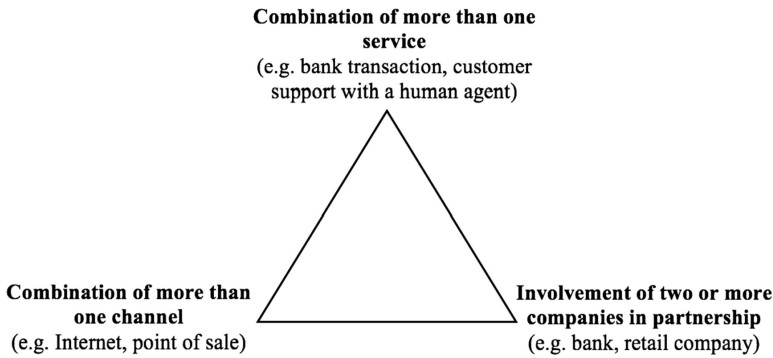 Combination of more than one
service
(e.g. bank transaction, customer
support with a human agent)
Combination of more than
one channel
(e.g. Internet, point of sale)
Involvement of two or more
companies in partnership
(e.g. bank, retail company)